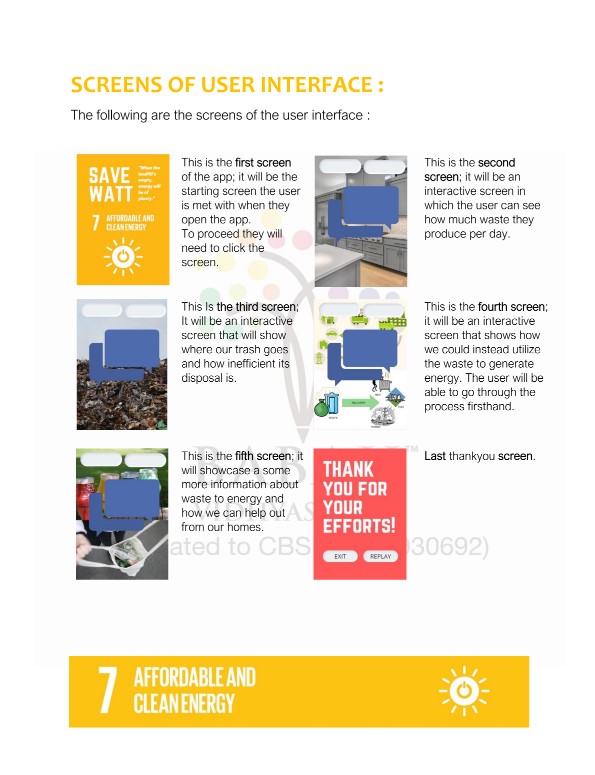 SCREENS OF USER INTERFACE :
The following are the screens of the user interface :
SAVE
WATT
"When the
landfill's
empty,
energy will
be of
plenty."
7 AFFORDABLE AND
CLEAN ENERGY
This is the first screen
of the app; it will be the
starting screen the user
is met with when they
open the app.
To proceed they will
need to click the
screen.
This is the second
screen; it will be an
interactive screen in
which the user can see
how much waste they
produce per day.
This Is the third screen;
It will be an interactive
screen that will show
where our trash goes
and how inefficient its
disposal is.
This is the fourth screen;
it will be an interactive
screen that shows how
we could instead utilize
the waste to generate
energy. The user will be
able to go through the
process firsthand.
This is the fifth screen; it
will showcase a some
more information about
waste to energy and
how we can help out
from our homes.
THANK
YOU FOR
YOUR
EFFORTS!
EXIT REPLAY
Last thankyou screen.
ated to CBS 930692)
7 AFFORDABLE AND
CLEAN ENERGY